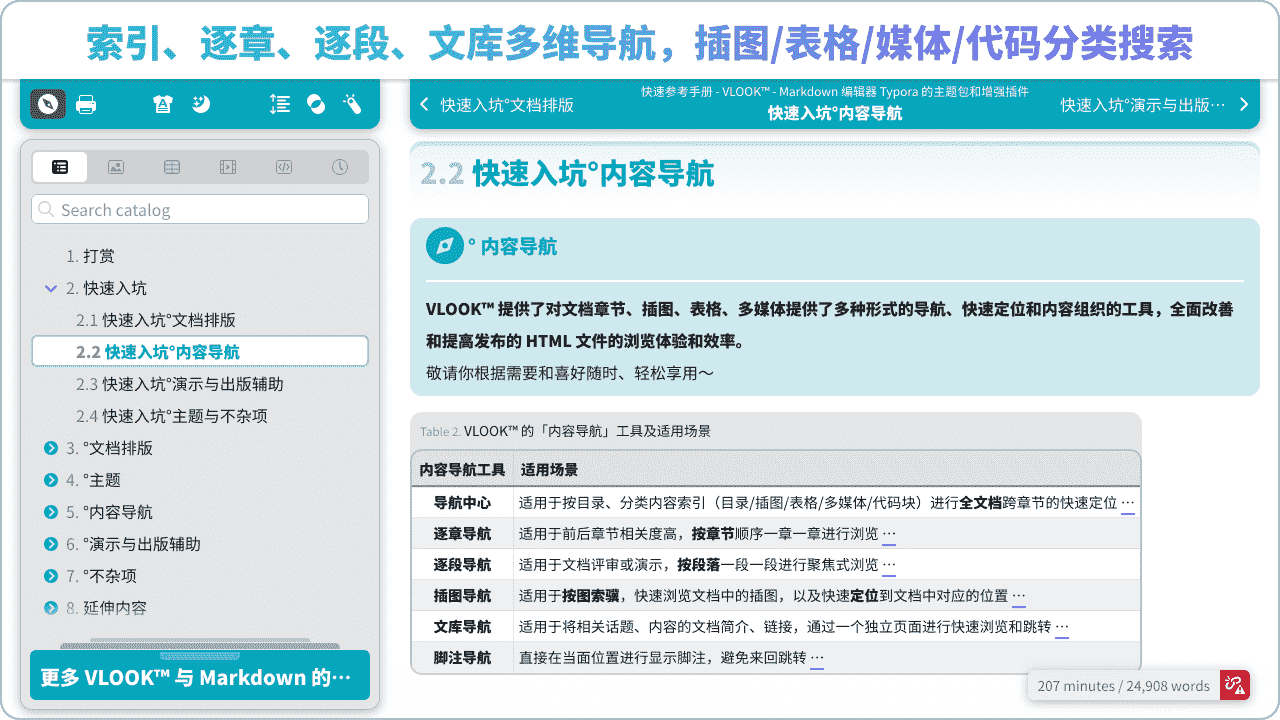 索引、逐章、逐段、文库多维导航，插图/表格/媒体/代码分类搜索
快速入坑°文档排版
快速参考手册 - VLOOK™ - Markdown 编辑器 Typora 的主题包和增强插件
快速入坑°内容导航
快速入坑°演示与出版…
Search catalog
1. 打赏
2. 快速入坑
2.1 快速入坑°文档排版
2.2 快速入坑°内容导航
2.3 快速入坑°演示与出版辅助
2.4 快速入坑°主题与不杂项
3. °文档排版
4. °主题
5. °内容导航
6. °演示与出版辅助
7. °不杂项
8. 延伸内容
更多 VLOOK™ 与 Markdown 的…
2.2 快速入坑°内容导航
° 内容导航
VLOOK™ 提供了对文档章节、插图、表格、多媒体提供了多种形式的导航、快速定位和内容组织的工具，全面改善
和提高发布的 HTML 文件的浏览体验和效率。
敬请你根据需要和喜好随时、轻松享用～
Table 2. VLOOK™ 的「内容导航」工具及适用场景
内容导航工具 适用场景
导航中心 适用于按目录、分类内容索引（目录/插图/表格/多媒体/代码块）进行全文档跨章节的快速定位 …
逐章导航 适用于前后章节相关度高，按章节顺序一章一章进行浏览 …
逐段导航 适用于文档评审或演示，按段落一段一段进行聚焦式浏览 …
插图导航 适用于按图索骥，快速浏览文档中的插图，以及快速定位到文档中对应的位置 …
文库导航 适用于将相关话题、内容的文档简介、链接，通过一个独立页面进行快速浏览和跳转 …
脚注导航 直接在当面位置进行显示脚注，避免来回跳转 …
207 minutes / 24,908 words